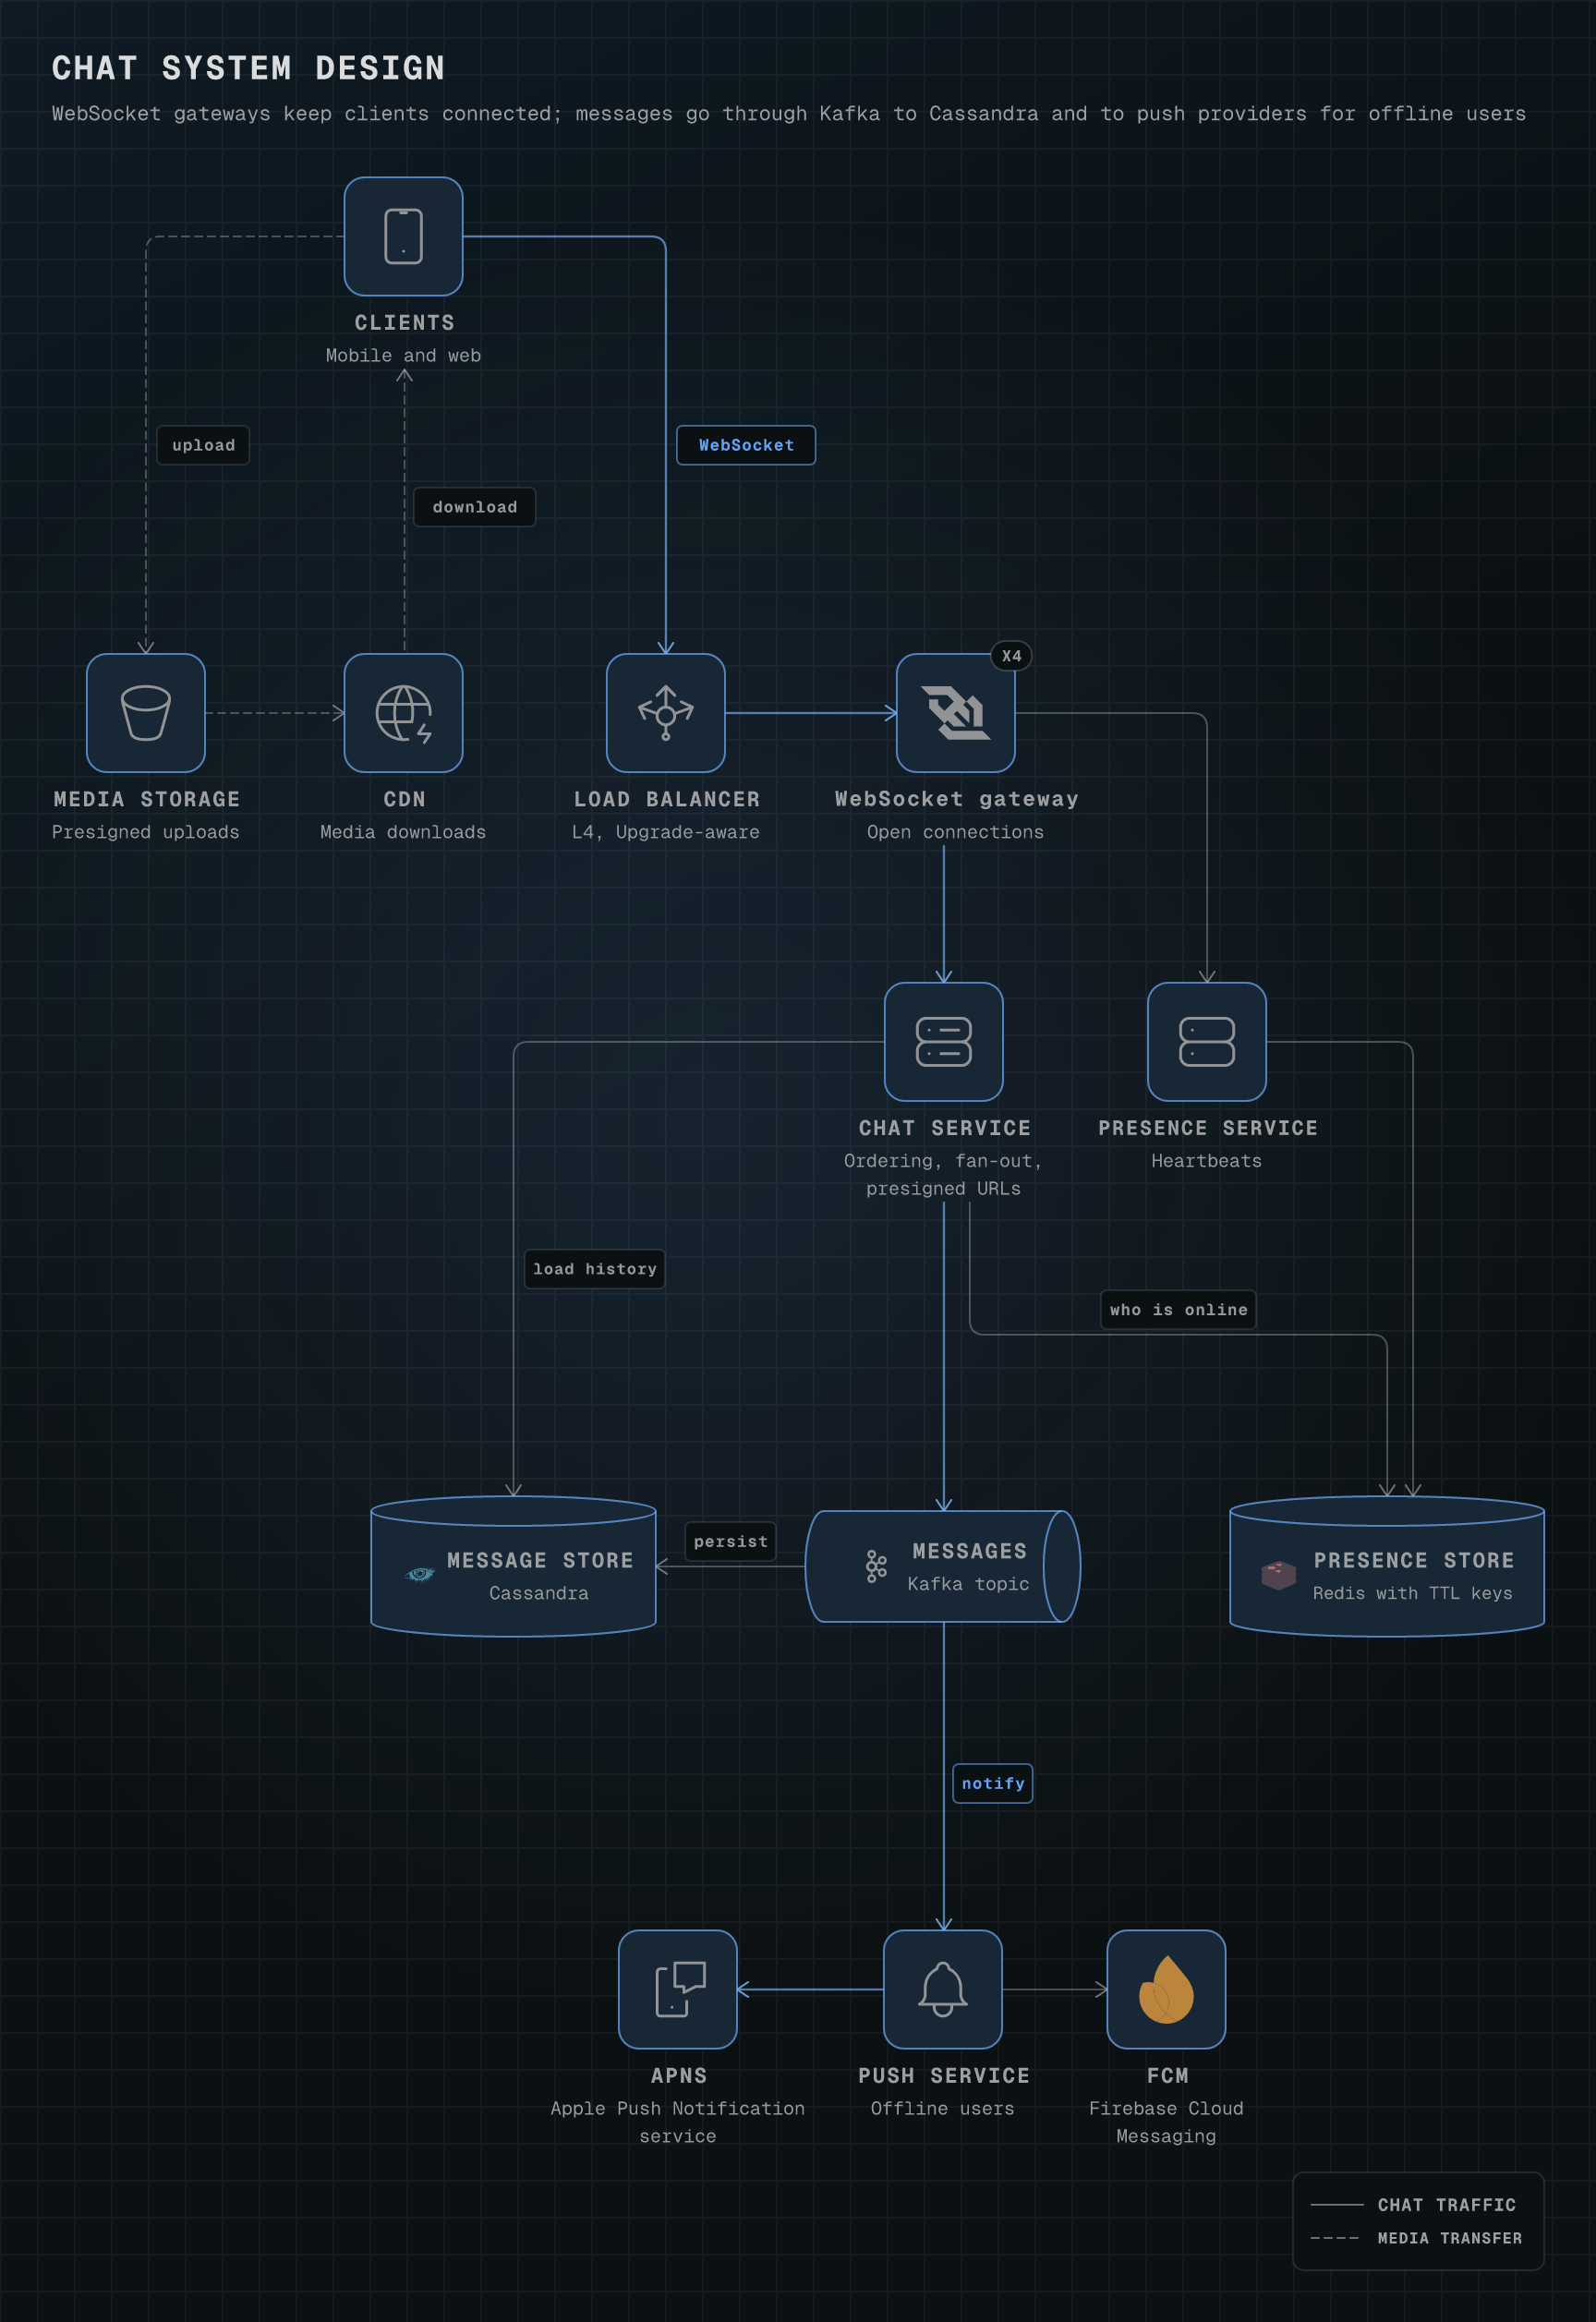 CHAT SYSTEM DESIGN
WebSocket gateways keep clients connected; messages go through Kafka to Cassandra and to push providers for offline users
CLIENTS
Mobile and web
upload
WebSocket
download
X4
MEDIA STORAGE
Presigned uploads
CDN
Media downloads
LOAD BALANCER
L4, Upgrade-aware
WebSocket gateway
Open connections
CHAT SERVICE
Ordering, fan-out,
presigned URLs
PRESENCE SERVICE
Heartbeats
load history
who is online
MESSAGE STORE
Cassandra
persist
MESSAGES
Kafka topic
PRESENCE STORE
Redis with TTL keys
notify
APNS
Apple Push Notification
service
PUSH SERVICE
Offline users
FCM
Firebase Cloud
Messaging
CHAT TRAFFIC
MEDIA TRANSFER